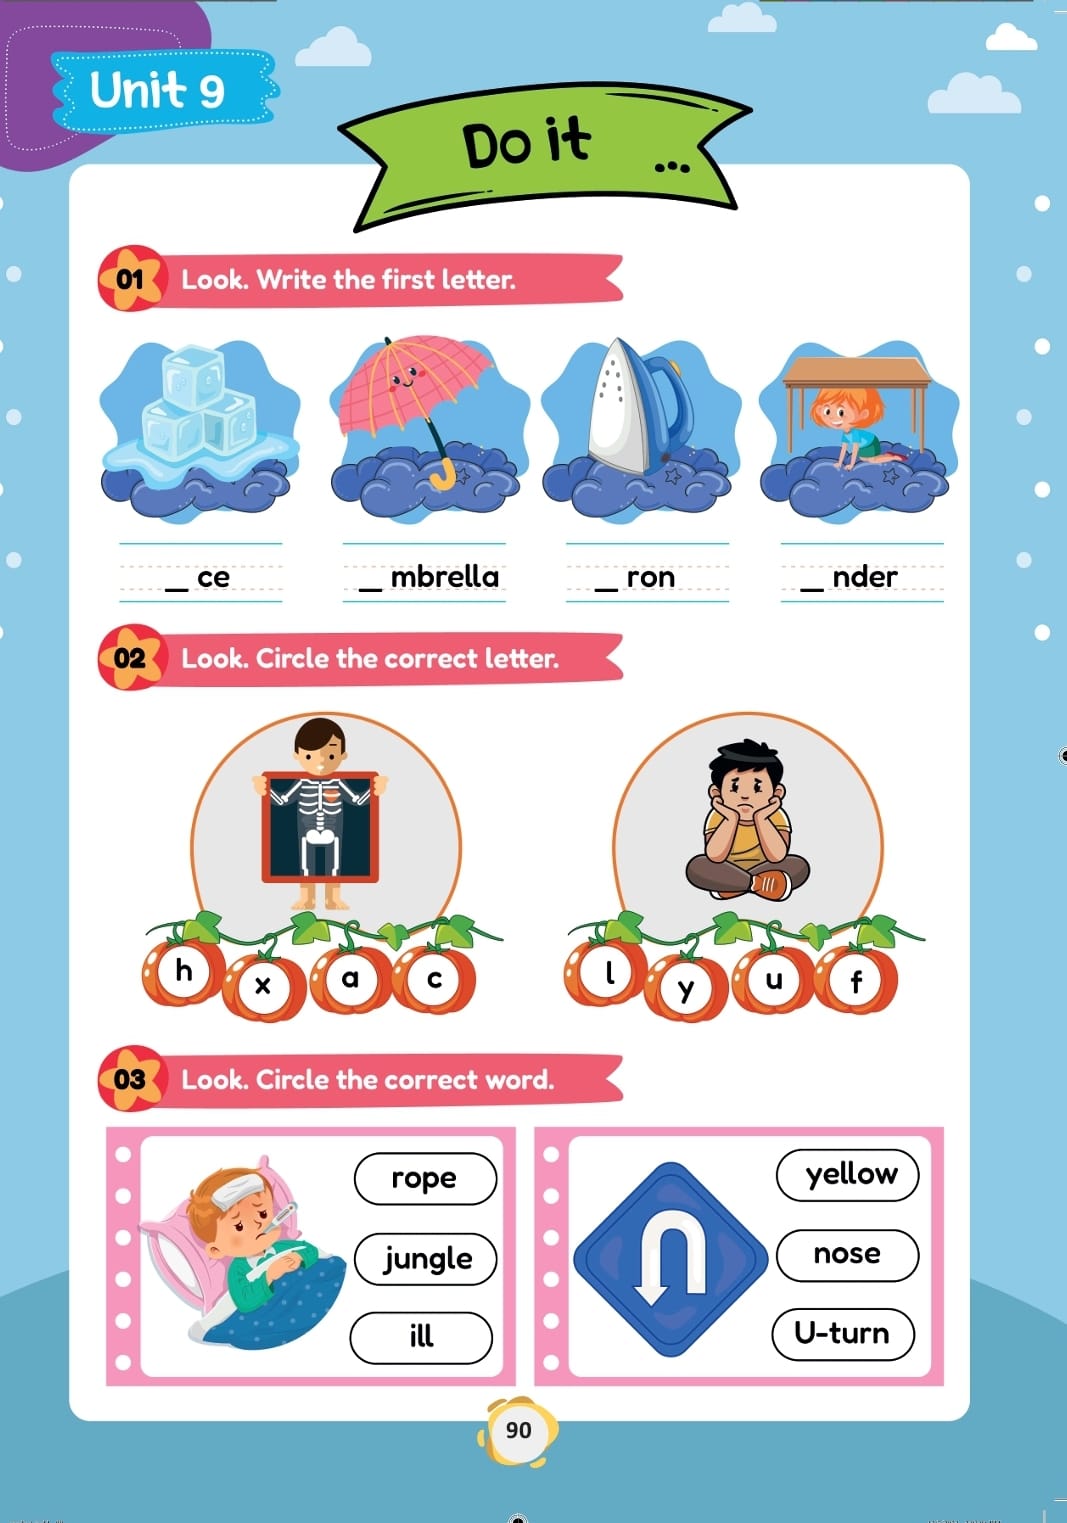 Unit 9
Do it ...
01 Look. Write the first letter.
_ ce _ mbrella _ ron _ nder
02 Look. Circle the correct letter.
h x a c l y u f
03 Look. Circle the correct word.
rope
jungle
ill
yellow
nose
U-turn
90